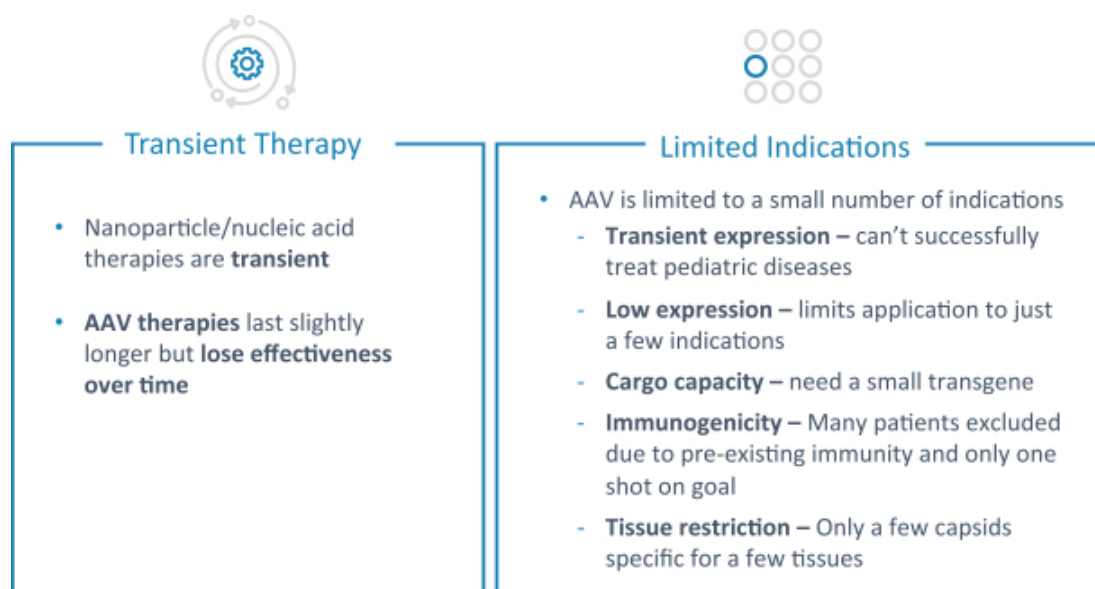 Transient Therapy
• Nanoparticle/nucleic acid
therapies are transient
• AAV therapies last slightly
longer but lose effectiveness
over time
Limited Indications
• AAV is limited to a small number of indications
- Transient expression – can't successfully
treat pediatric diseases
- Low expression – limits application to just
a few indications
- Cargo capacity – need a small transgene
- Immunogenicity – Many patients excluded
due to pre-existing immunity and only one
shot on goal
- Tissue restriction – Only a few capsids
specific for a few tissues